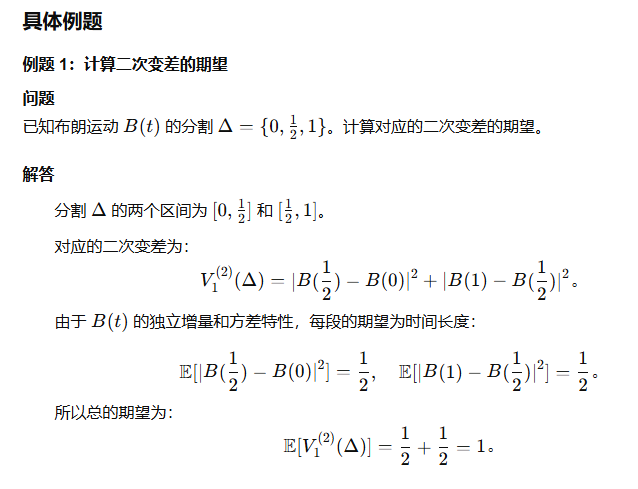 具体例题
例题 1：计算二次变差的期望
问题
已知布朗运动 $B(t)$ 的分割 $\Delta = \{0, \frac{1}{2}, 1\}$。计算对应的二次变差的期望。
解答
分割 $\Delta$ 的两个区间为 $[0, \frac{1}{2}]$ 和 $[\frac{1}{2}, 1]$。
对应的二次变差为：
$V_1^{(2)}(\Delta) = |B(\frac{1}{2}) - B(0)|^2 + |B(1) - B(\frac{1}{2})|^2$。
由于 $B(t)$ 的独立增量和方差特性，每段的期望为时间长度：
$\mathbb{E}[|B(\frac{1}{2}) - B(0)|^2] = \frac{1}{2}, \quad \mathbb{E}[|B(1) - B(\frac{1}{2})|^2] = \frac{1}{2}$。
所以总的期望为：
$\mathbb{E}[V_1^{(2)}(\Delta)] = \frac{1}{2} + \frac{1}{2} = 1$。